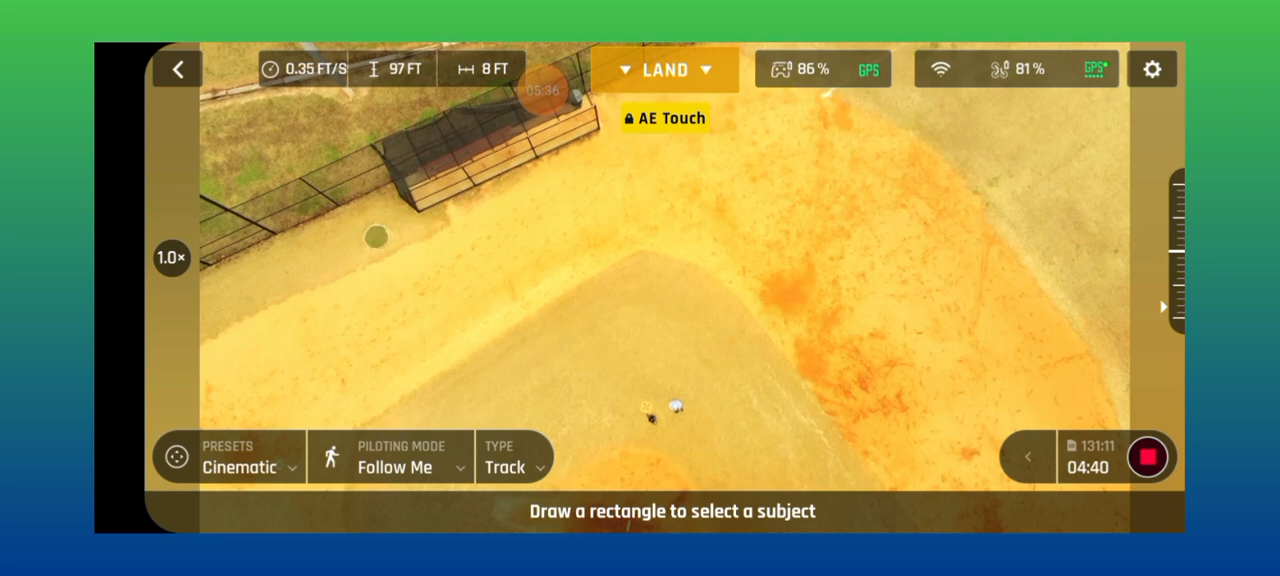 0.35 FT/S 97 FT 8 FT LAND 86 % GPS 81 % GPS
05:36
AE Touch
1.0×
PRESETS PILOTING MODE TYPE 131:11
Cinematic Follow Me Track 04:40
Draw a rectangle to select a subject